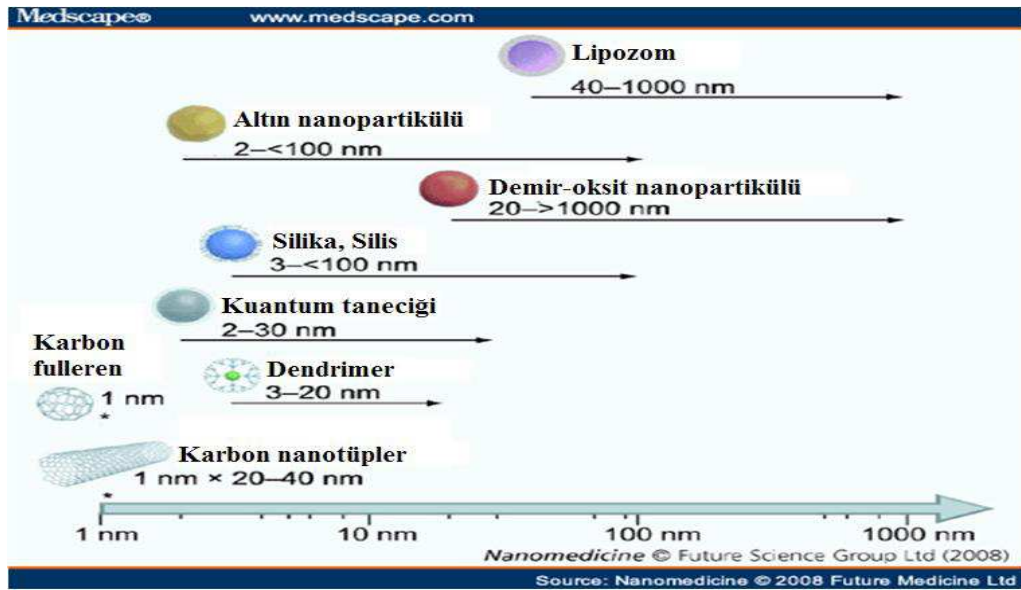 Medscape® www.medscape.com
Lipozom
40–1000 nm
Altın nanopartikülü
2–<100 nm
Demir-oksit nanopartikülü
20–>1000 nm
Silika, Silis
3–<100 nm
Kuantum taneciği
2–30 nm
Karbon
fulleren
1 nm
*
Dendrimer
3–20 nm
Karbon nanotüpler
1 nm × 20–40 nm
*
1 nm 10 nm 100 nm 1000 nm
Nanomedicine © Future Science Group Ltd (2008)
Source: Nanomedicine © 2008 Future Medicine Ltd